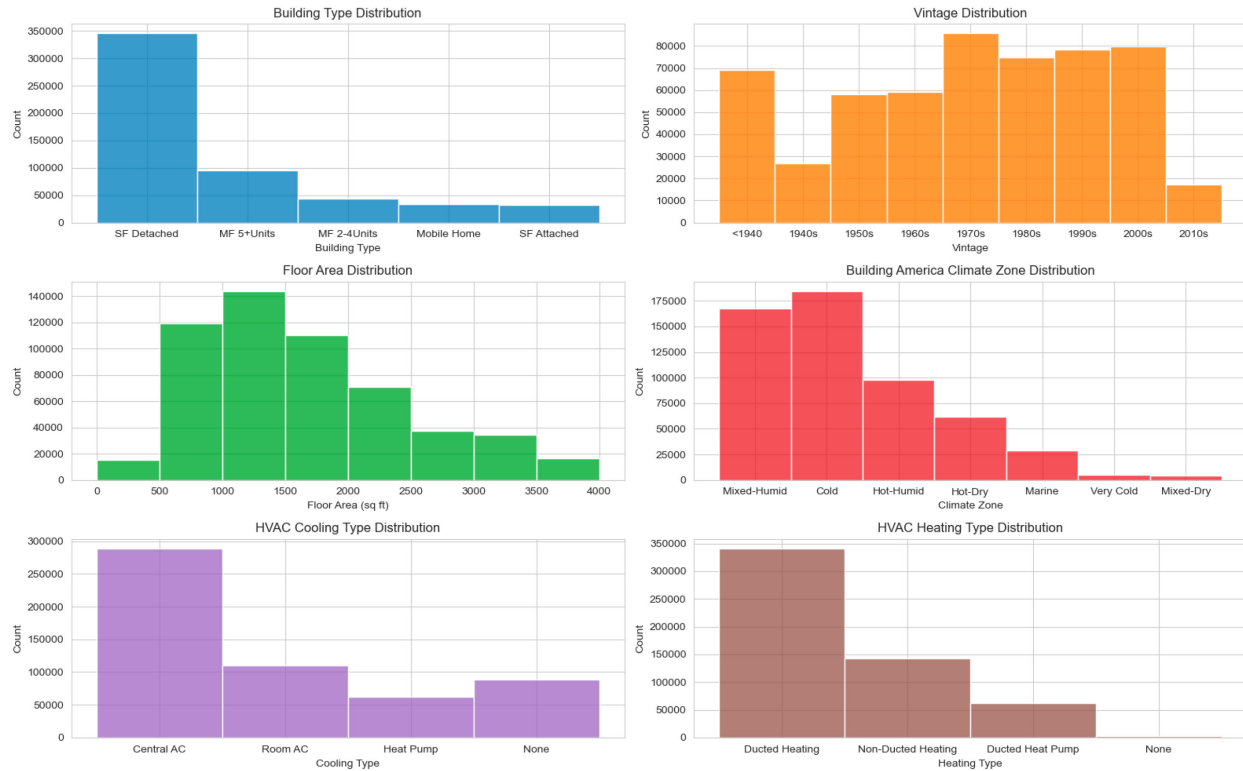 Building Type Distribution
350000
300000
250000
200000
150000
100000
50000
0
Count
SF Detached MF 5+Units MF 2-4Units Mobile Home SF Attached
Building Type
Vintage Distribution
80000
70000
60000
50000
40000
30000
20000
10000
0
Count
<1940 1940s 1950s 1960s 1970s 1980s 1990s 2000s 2010s
Vintage
Floor Area Distribution
140000
120000
100000
80000
60000
40000
20000
0
Count
0 500 1000 1500 2000 2500 3000 3500 4000
Floor Area (sq ft)
Building America Climate Zone Distribution
175000
150000
125000
100000
75000
50000
25000
0
Count
Mixed-Humid Cold Hot-Humid Hot-Dry Marine Very Cold Mixed-Dry
Climate Zone
HVAC Cooling Type Distribution
300000
250000
200000
150000
100000
50000
0
Count
Central AC Room AC Heat Pump None
Cooling Type
HVAC Heating Type Distribution
350000
300000
250000
200000
150000
100000
50000
0
Count
Ducted Heating Non-Ducted Heating Ducted Heat Pump None
Heating Type